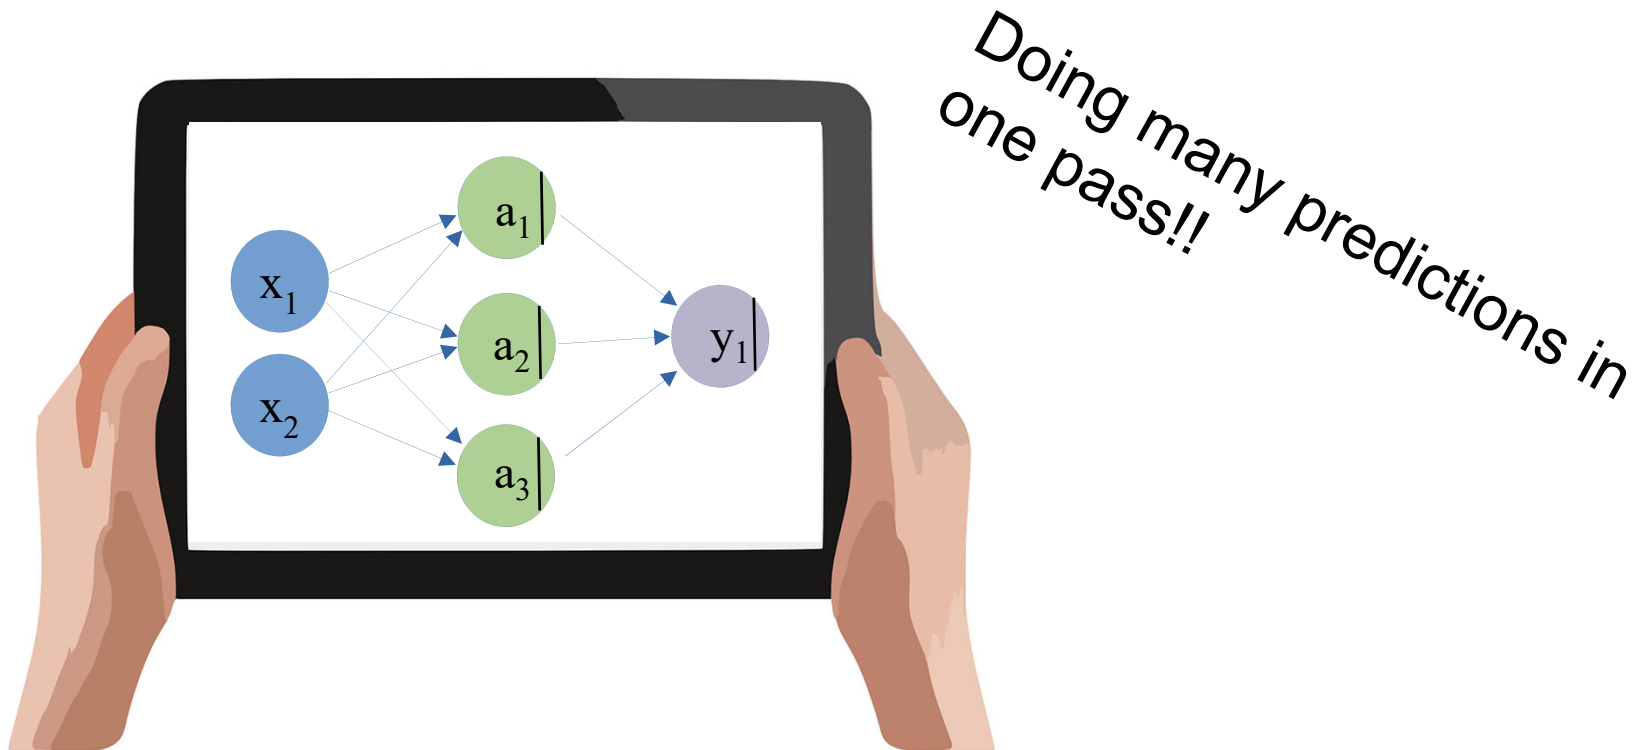 Doing many predictions in
one pass!!
a₁
x₁
a₂
y₁
x₂
a₃